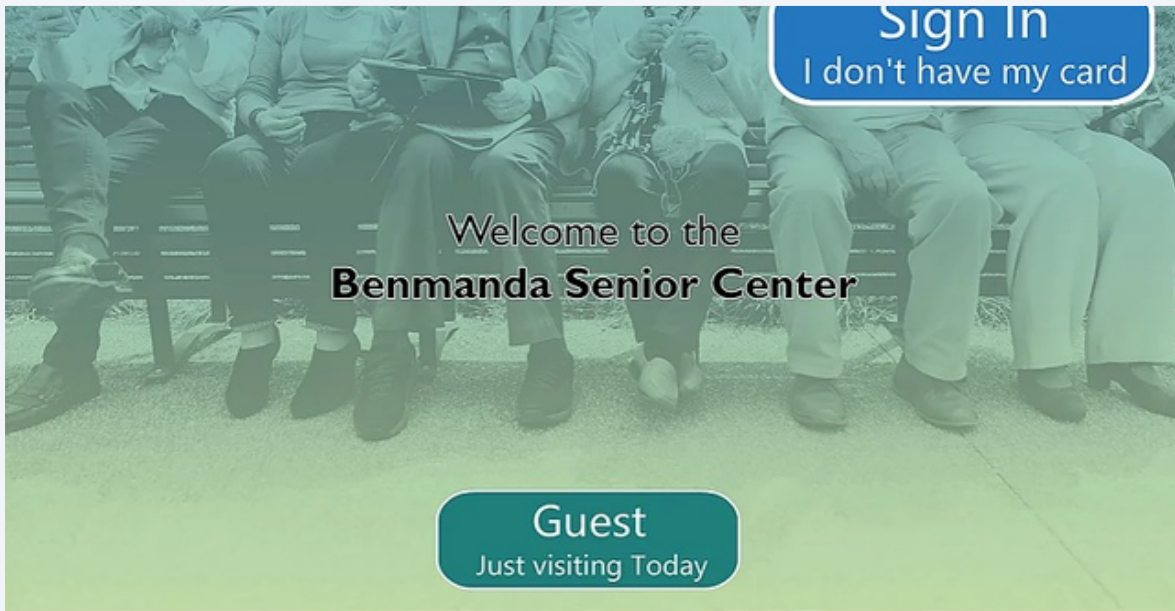 Sign In
I don't have my card
Welcome to the
Benmanda Senior Center
Guest
Just visiting Today